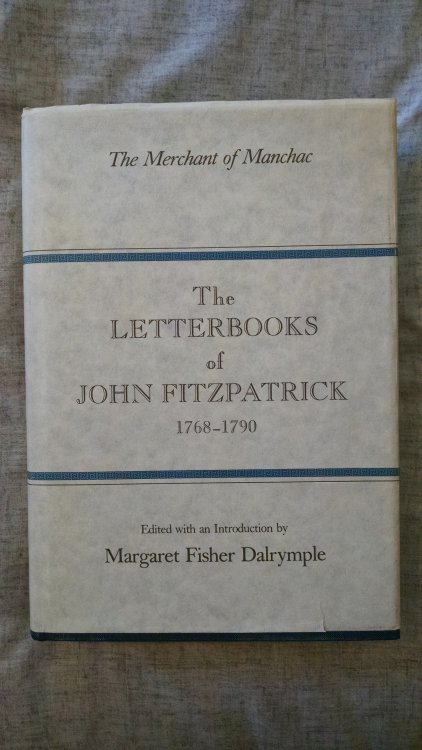 The Merchant of Manchac
The
LETTERBOOKS
of
JOHN FITZPATRICK
1768–1790
Edited with an Introduction by
Margaret Fisher Dalrymple